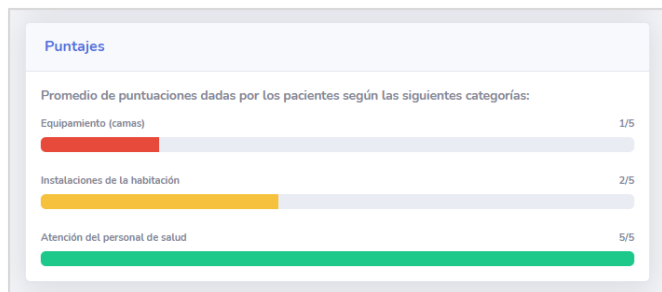 Puntajes
Promedio de puntuaciones dadas por los pacientes según las siguientes categorías:
Equipamiento (camas) 1/5
Instalaciones de la habitación 2/5
Atención del personal de salud 5/5